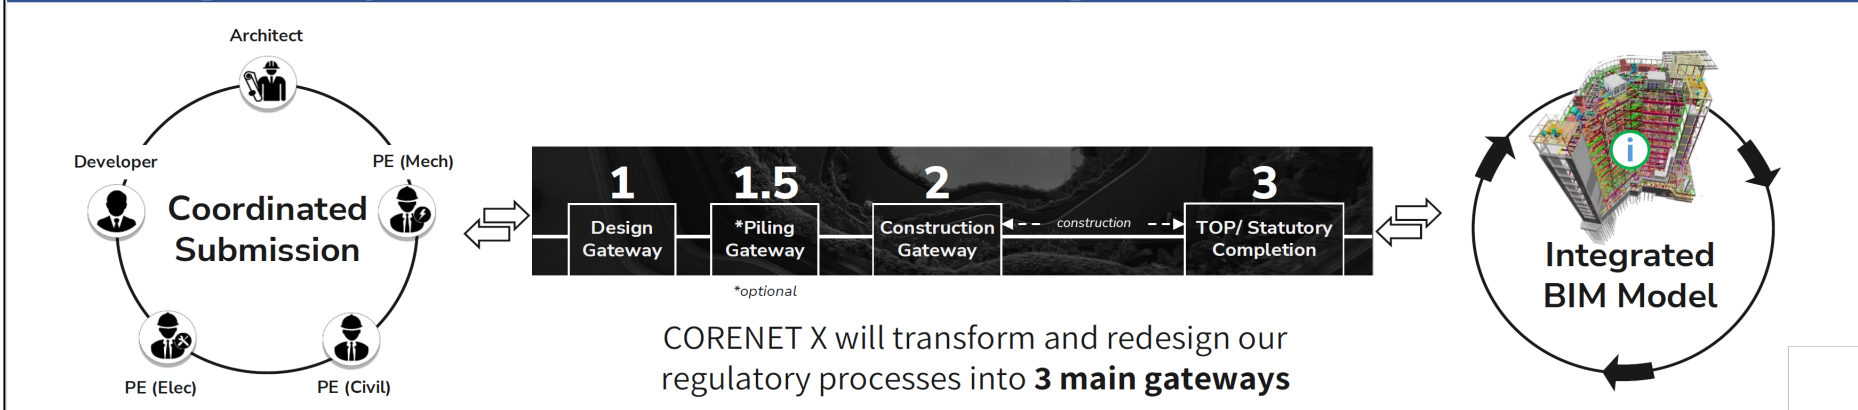 Architect
Developer
PE (Mech)
Coordinated
Submission
PE (Elec)
PE (Civil)
1
Design
Gateway
1.5
*Piling
Gateway
*optional
2
Construction
Gateway
construction
3
TOP/ Statutory
Completion
CORENET X will transform and redesign our
regulatory processes into 3 main gateways
i
Integrated
BIM Model